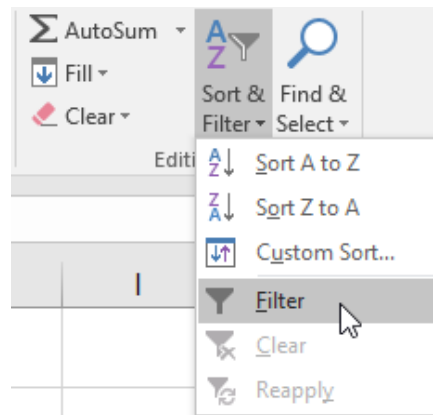 AutoSum
Fill
Clear
Sort &
Filter
Find &
Select
Editi
Sort A to Z
Sort Z to A
Custom Sort...
Filter
Clear
Reapply
I